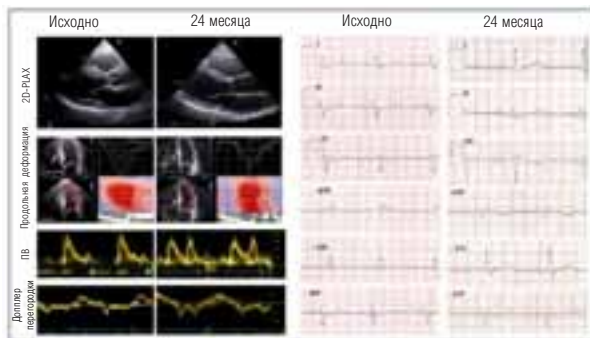 Исходно
24 месяца
Исходно
24 месяца
2D-PLAX
Продольная деформация
ПВ
Допплер
перегородки